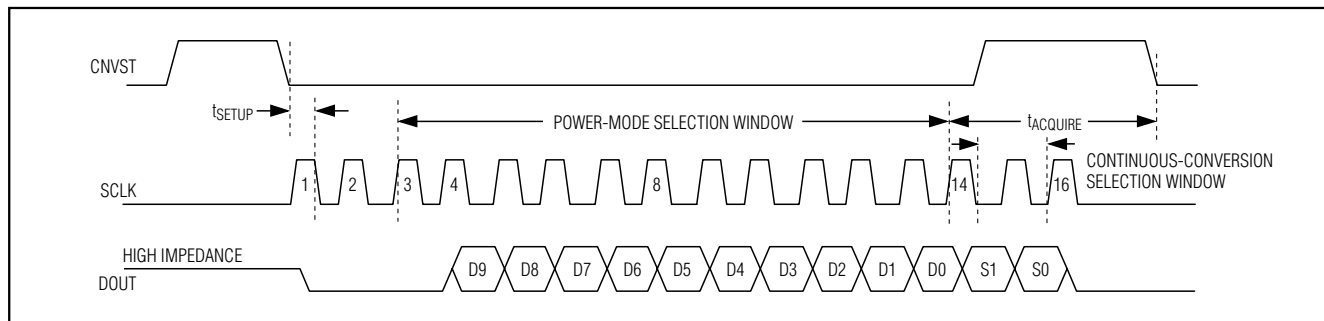 CNVST
tSETUP
POWER-MODE SELECTION WINDOW
tACQUIRE
CONTINUOUS-CONVERSION
SELECTION WINDOW
SCLK
1 2 3 4 8 14 16
HIGH IMPEDANCE
DOUT
D9 D8 D7 D6 D5 D4 D3 D2 D1 D0 S1 S0